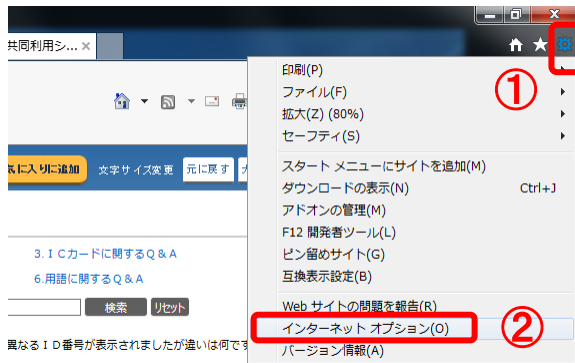 共同利用シ...
①
印刷(P)
ファイル(F)
拡大(Z) (80%)
セーフティ(S)
スタート メニューにサイトを追加(M)
ダウンロードの表示(N) Ctrl+J
アドオンの管理(M)
F12 開発者ツール(L)
ピン留めサイト(G)
互換表示設定(B)
Web サイトの問題を報告(R)
インターネット オプション(O)
②
バージョン情報(A)
気に入りに追加
文字サイズ変更
元に戻す
3.ＩＣカードに関するＱ＆Ａ
6.用語に関するＱ＆Ａ
検索
リセット
異なるＩＤ番号が表示されましたが違いは何です